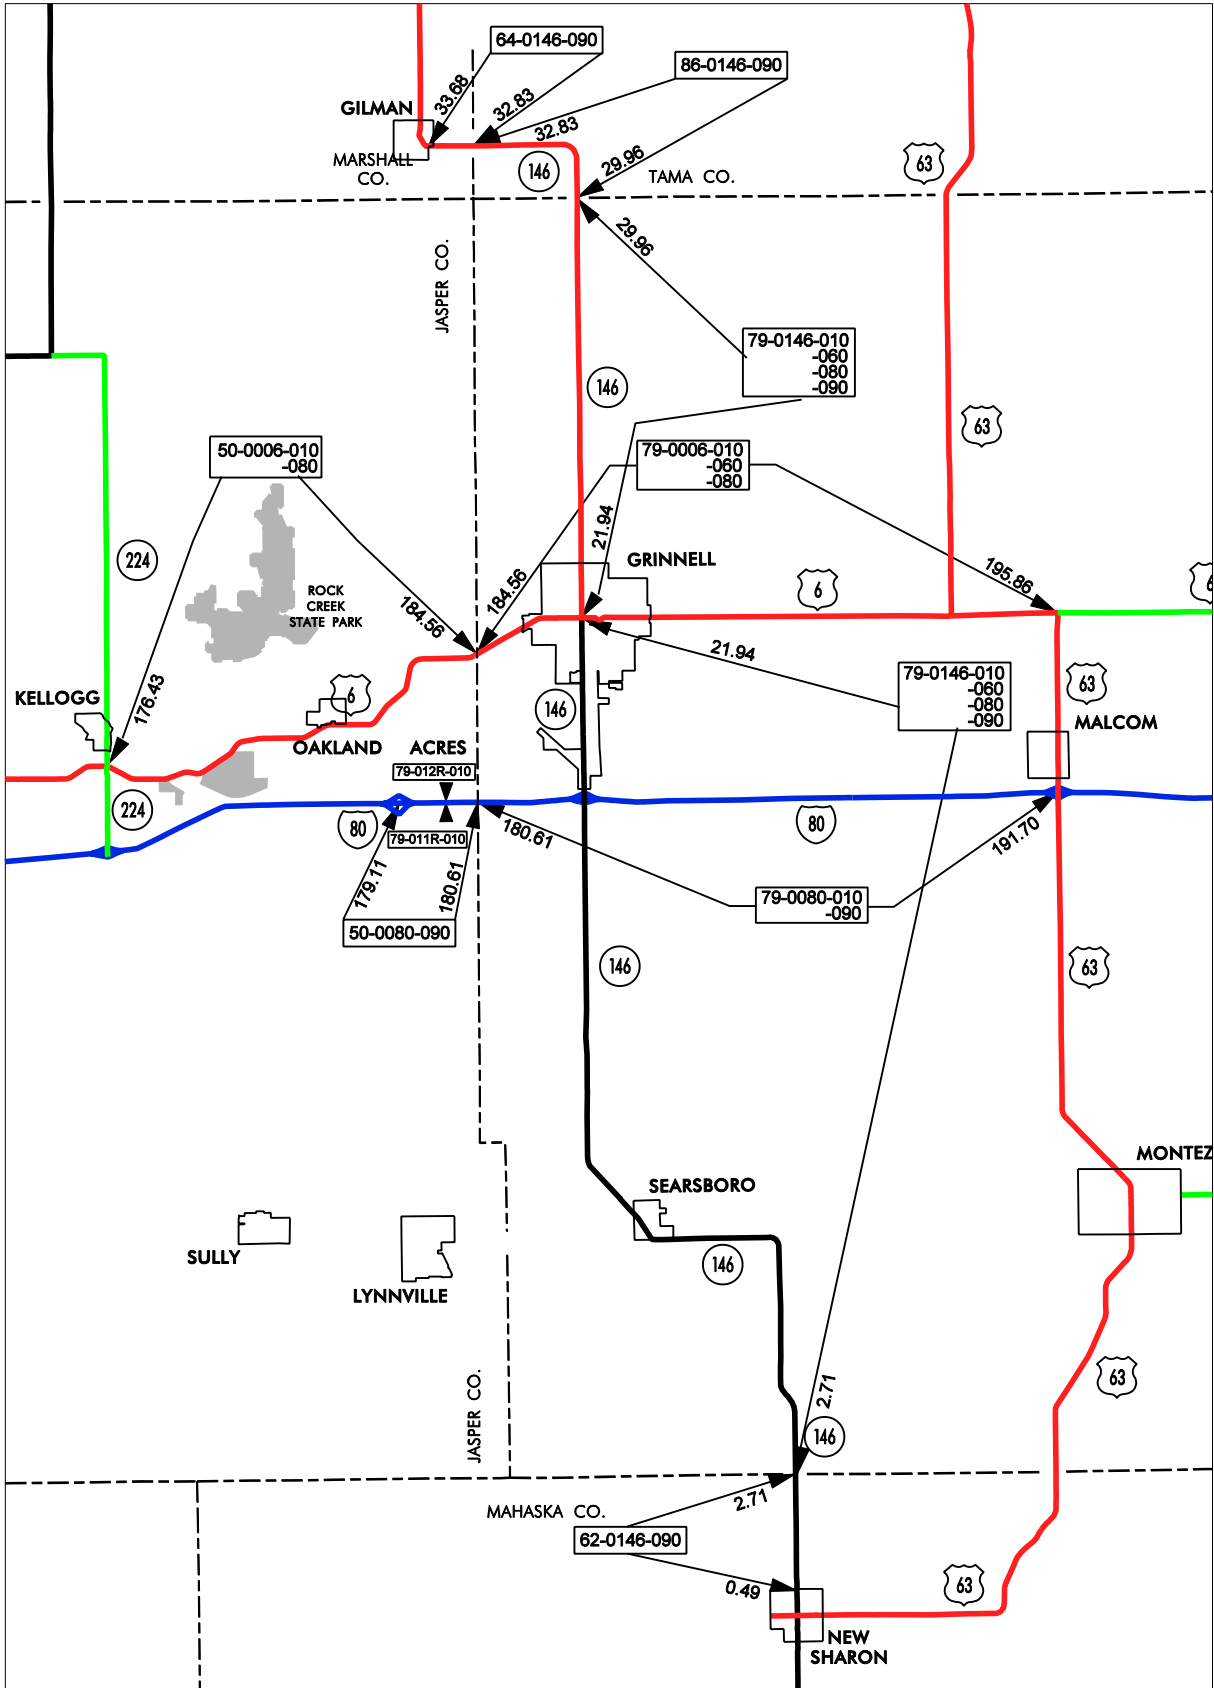 64-0146-090
86-0146-090
33.68
32.83
32.83
GILMAN
MARSHALL
CO.
146
29.96
TAMA CO.
63
29.96
JASPER CO.
79-0146-010
-060
-080
-090
146
63
50-0006-010
-080
79-0006-010
-060
-080
21.94
224
GRINNELL
195.86
ROCK
CREEK
STATE PARK
184.56
184.56
6
6
21.94
79-0146-010
-060
-080
-090
KELLOGG
176.43
6
146
63
MALCOM
OAKLAND ACRES
79-012R-010
224
80
79-011R-010
180.61
80
191.70
179.11
180.61
79-0080-010
-090
50-0080-090
146
63
MONTEZ
SEARSBORO
SULLY
146
LYNNVILLE
63
2.71
JASPER CO.
146
MAHASKA CO.
2.71
62-0146-090
0.49
63
NEW
SHARON